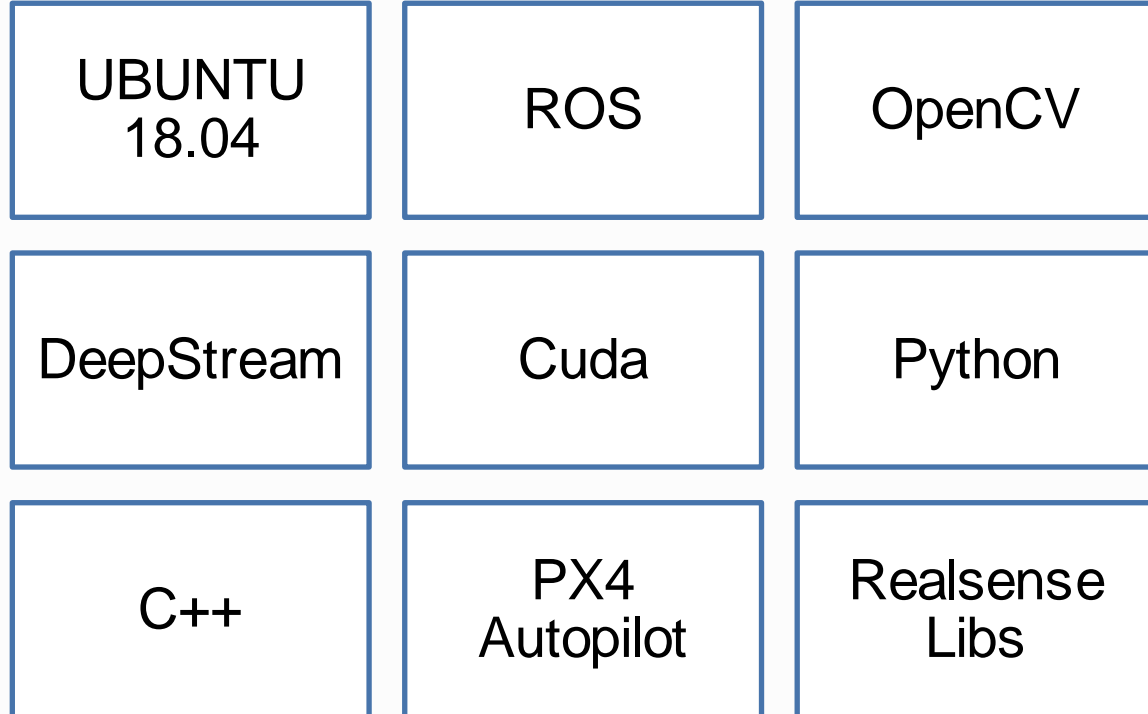 UBUNTU
18.04
ROS
OpenCV
DeepStream
Cuda
Python
C++
PX4
Autopilot
Realsense
Libs